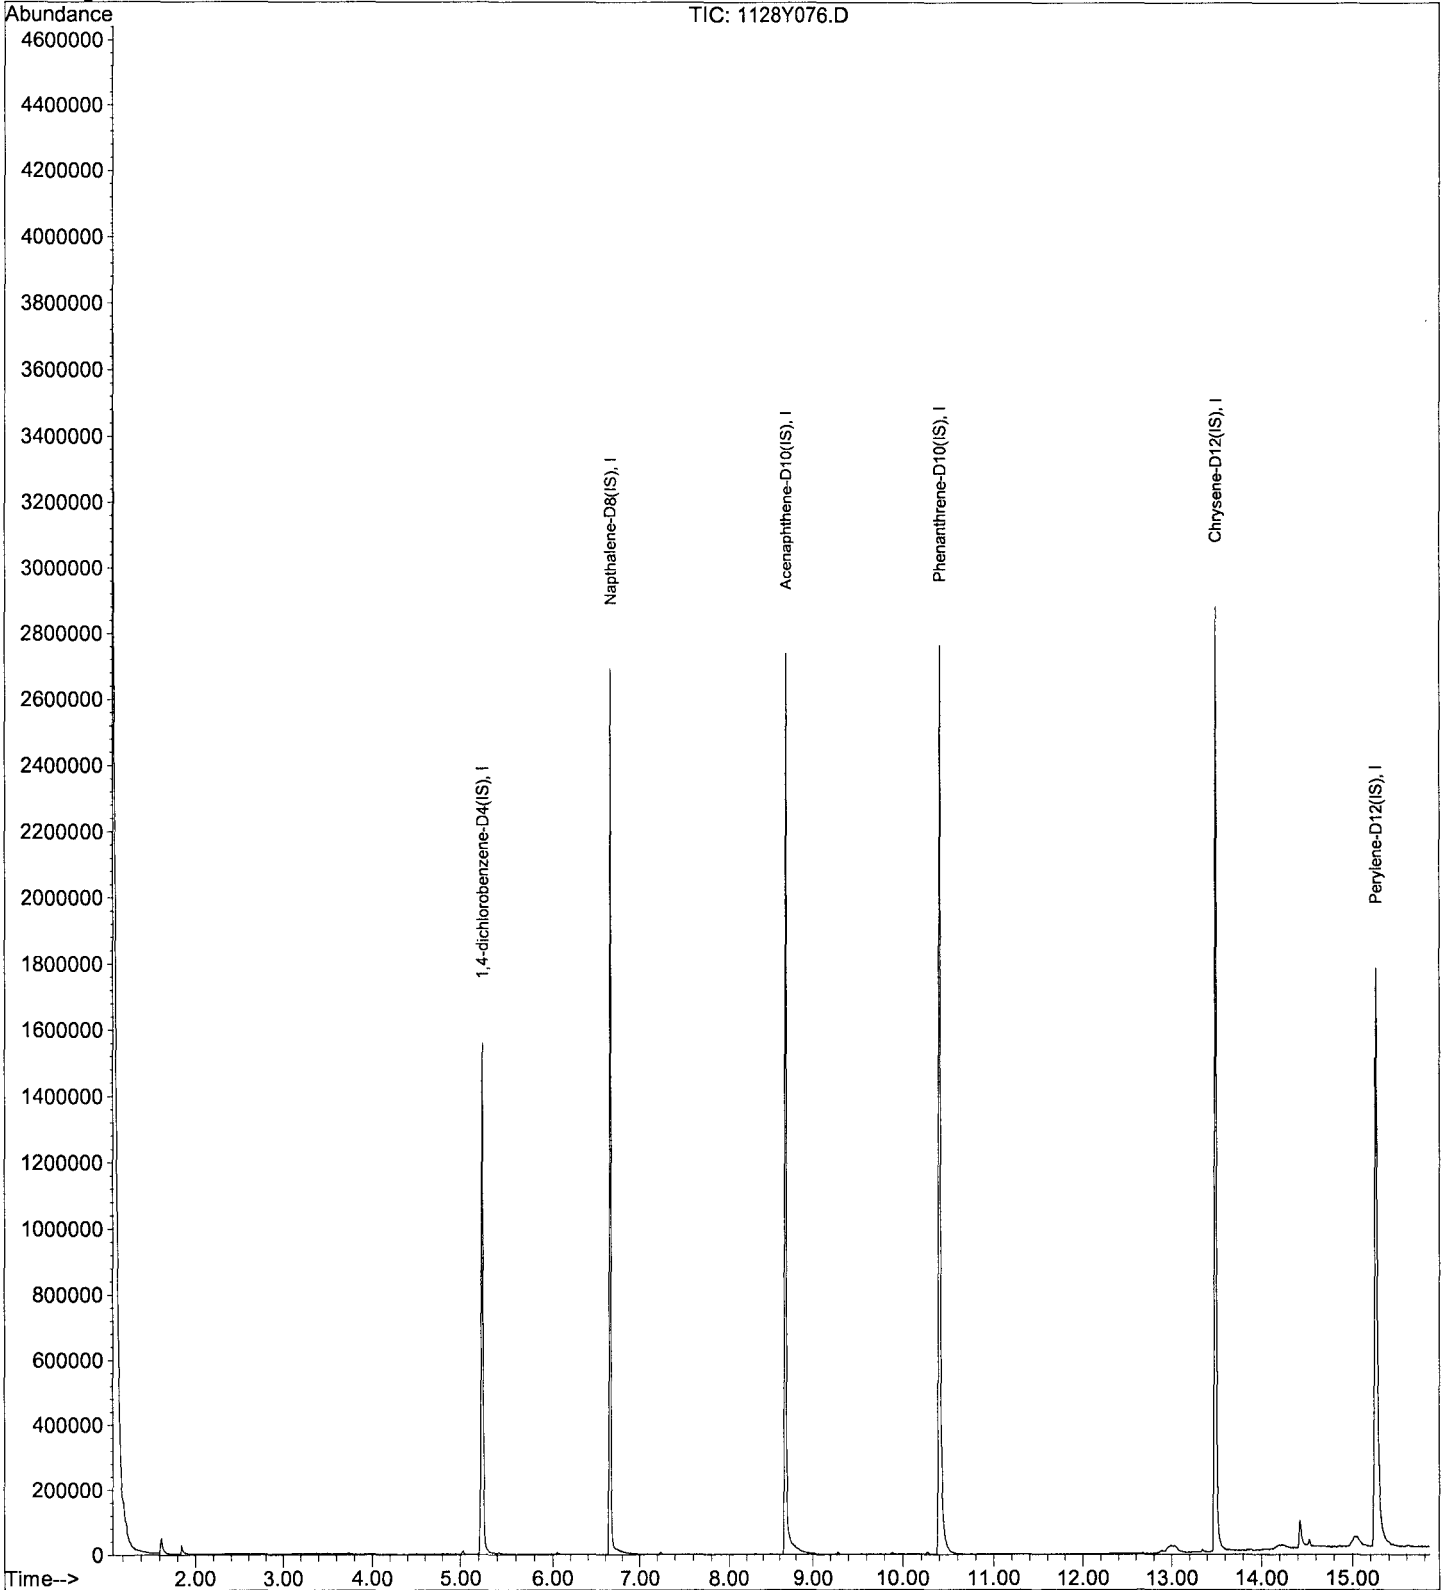 Abundance
TIC: 1128Y076.D
4600000
4400000
4200000
4000000
3800000
3600000
3400000
3200000
3000000
2800000
2600000
2400000
2200000
2000000
1800000
1600000
1400000
1200000
1000000
800000
600000
400000
200000
0
1,4-dichlorobenzene-D4(IS), I
Napthalene-D8(IS), I
Acenaphthene-D10(IS), I
Phenanthrene-D10(IS), I
Chrysene-D12(IS), I
Perylene-D12(IS), I
Time-->
2.00 3.00 4.00 5.00 6.00 7.00 8.00 9.00 10.00 11.00 12.00 13.00 14.00 15.00